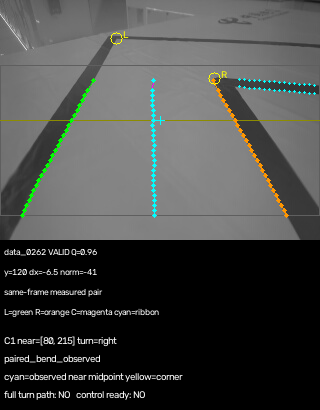 L
R
data_0262 VALID Q=0.96
y=120 dx=-6.5 norm=-41
same-frame measured pair
L=green R=orange C=magenta cyan=ribbon
C1 near=[80, 215] turn=right
paired_bend_observed
cyan=observed near midpoint yellow=corner
full turn path: NO control ready: NO